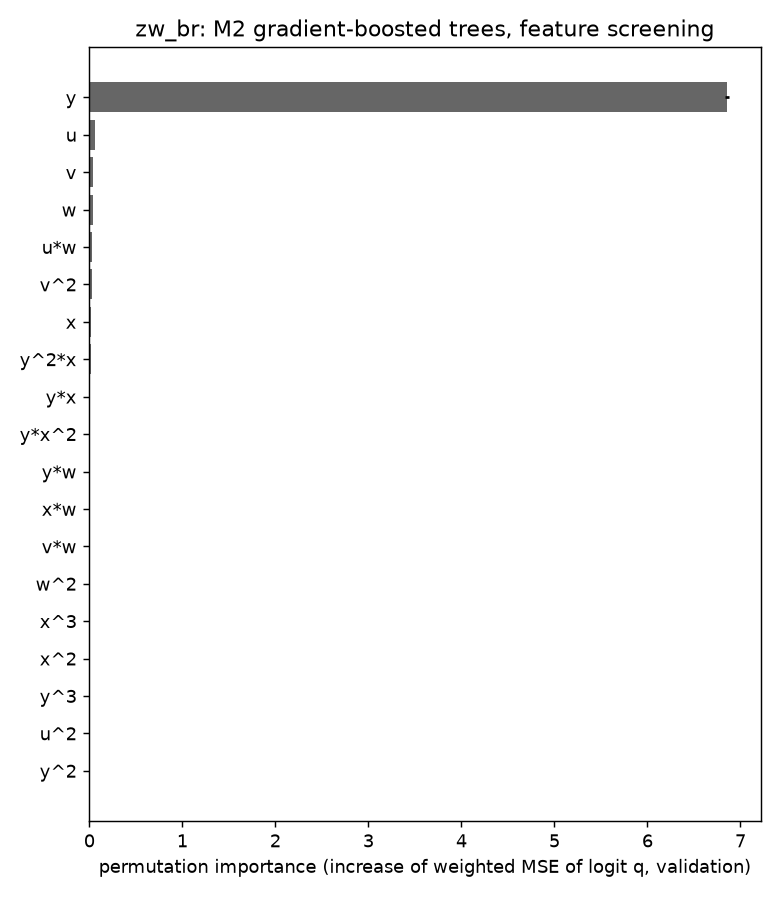 zw_br: M2 gradient-boosted trees, feature screening
y
u
v
w
u*w
v^2
x
y^2*x
y*x
y*x^2
y*w
x*w
v*w
w^2
x^3
x^2
y^3
u^2
y^2
0 1 2 3 4 5 6 7
permutation importance (increase of weighted MSE of logit q, validation)